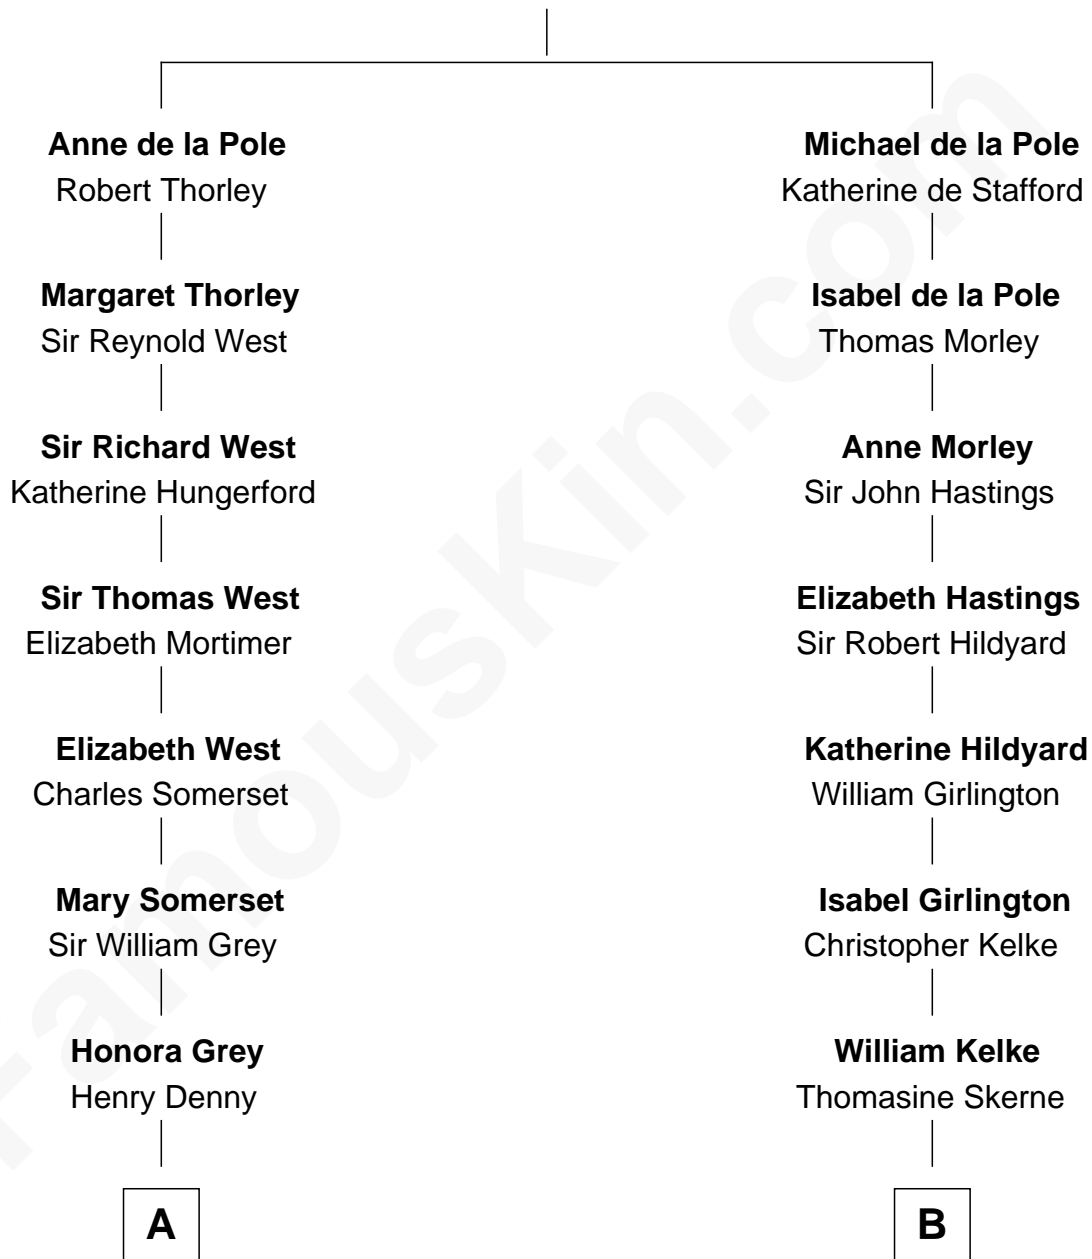 Anne de la Pole
Robert Thorley
Margaret Thorley
Sir Reynold West
Sir Richard West
Katherine Hungerford
Sir Thomas West
Elizabeth Mortimer
Elizabeth West
Charles Somerset
Mary Somerset
Sir William Grey
Honora Grey
Henry Denny
A
Michael de la Pole
Katherine de Stafford
Isabel de la Pole
Thomas Morley
Anne Morley
Sir John Hastings
Elizabeth Hastings
Sir Robert Hildyard
Katherine Hildyard
William Girlington
Isabel Girlington
Christopher Kelke
William Kelke
Thomasine Skerne
B
FamousKin.com